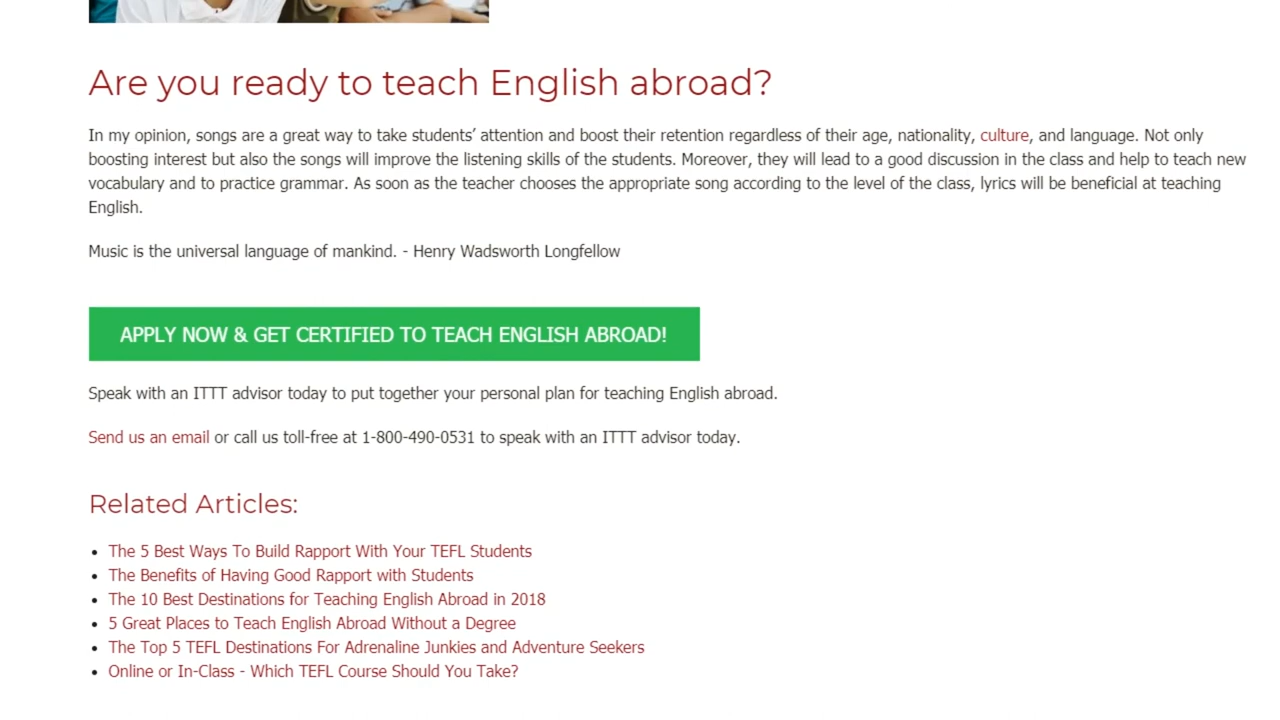 Are you ready to teach English abroad?
In my opinion, songs are a great way to take students’ attention and boost their retention regardless of their age, nationality, culture, and language. Not only
boosting interest but also the songs will improve the listening skills of the students. Moreover, they will lead to a good discussion in the class and help to teach new
vocabulary and to practice grammar. As soon as the teacher chooses the appropriate song according to the level of the class, lyrics will be beneficial at teaching
English.
Music is the universal language of mankind. - Henry Wadsworth Longfellow
APPLY NOW & GET CERTIFIED TO TEACH ENGLISH ABROAD!
Speak with an ITTT advisor today to put together your personal plan for teaching English abroad.
Send us an email or call us toll-free at 1-800-490-0531 to speak with an ITTT advisor today.
Related Articles:
• The 5 Best Ways To Build Rapport With Your TEFL Students
• The Benefits of Having Good Rapport with Students
• The 10 Best Destinations for Teaching English Abroad in 2018
• 5 Great Places to Teach English Abroad Without a Degree
• The Top 5 TEFL Destinations For Adrenaline Junkies and Adventure Seekers
• Online or In-Class - Which TEFL Course Should You Take?